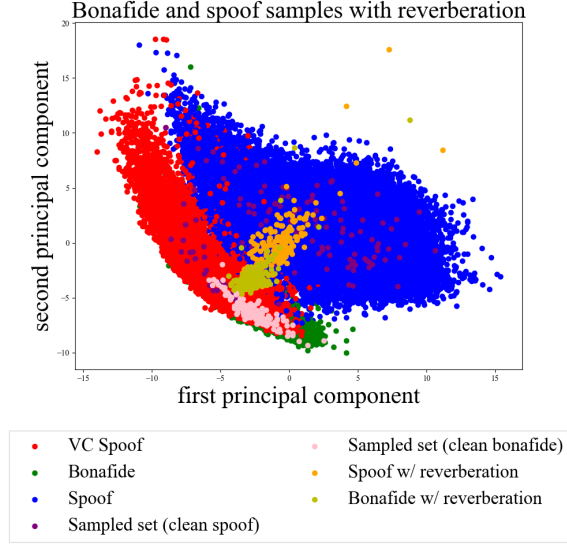 Bonafide and spoof samples with reverberation
20
15
10
5
0
−5
−10
second principal component
−15
−10
−5
0
5
10
15
first principal component
VC Spoof
Bonafide
Spoof
Sampled set (clean spoof)
Sampled set (clean bonafide)
Spoof w/ reverberation
Bonafide w/ reverberation